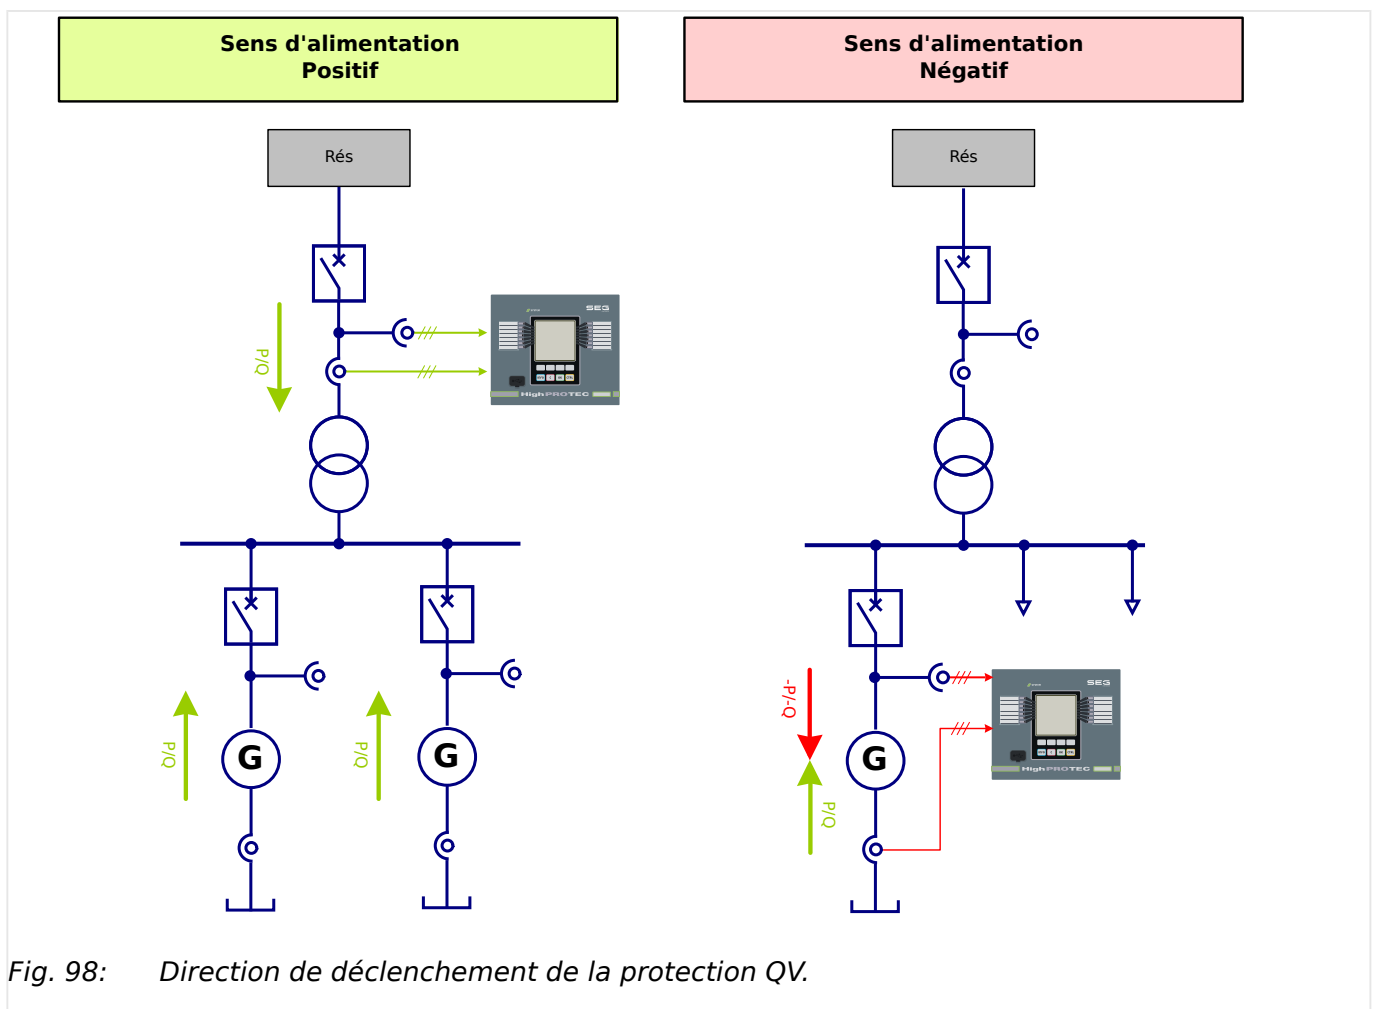 Sens d'alimentation
Positif
Sens d'alimentation
Négatif
Rés
Rés
P/Q
SEG
HighPROTEC
P/Q
G
P/Q
G
-P/-Q
P/Q
G
SEG
HighPROTEC
Fig. 98: Direction de déclenchement de la protection QV.